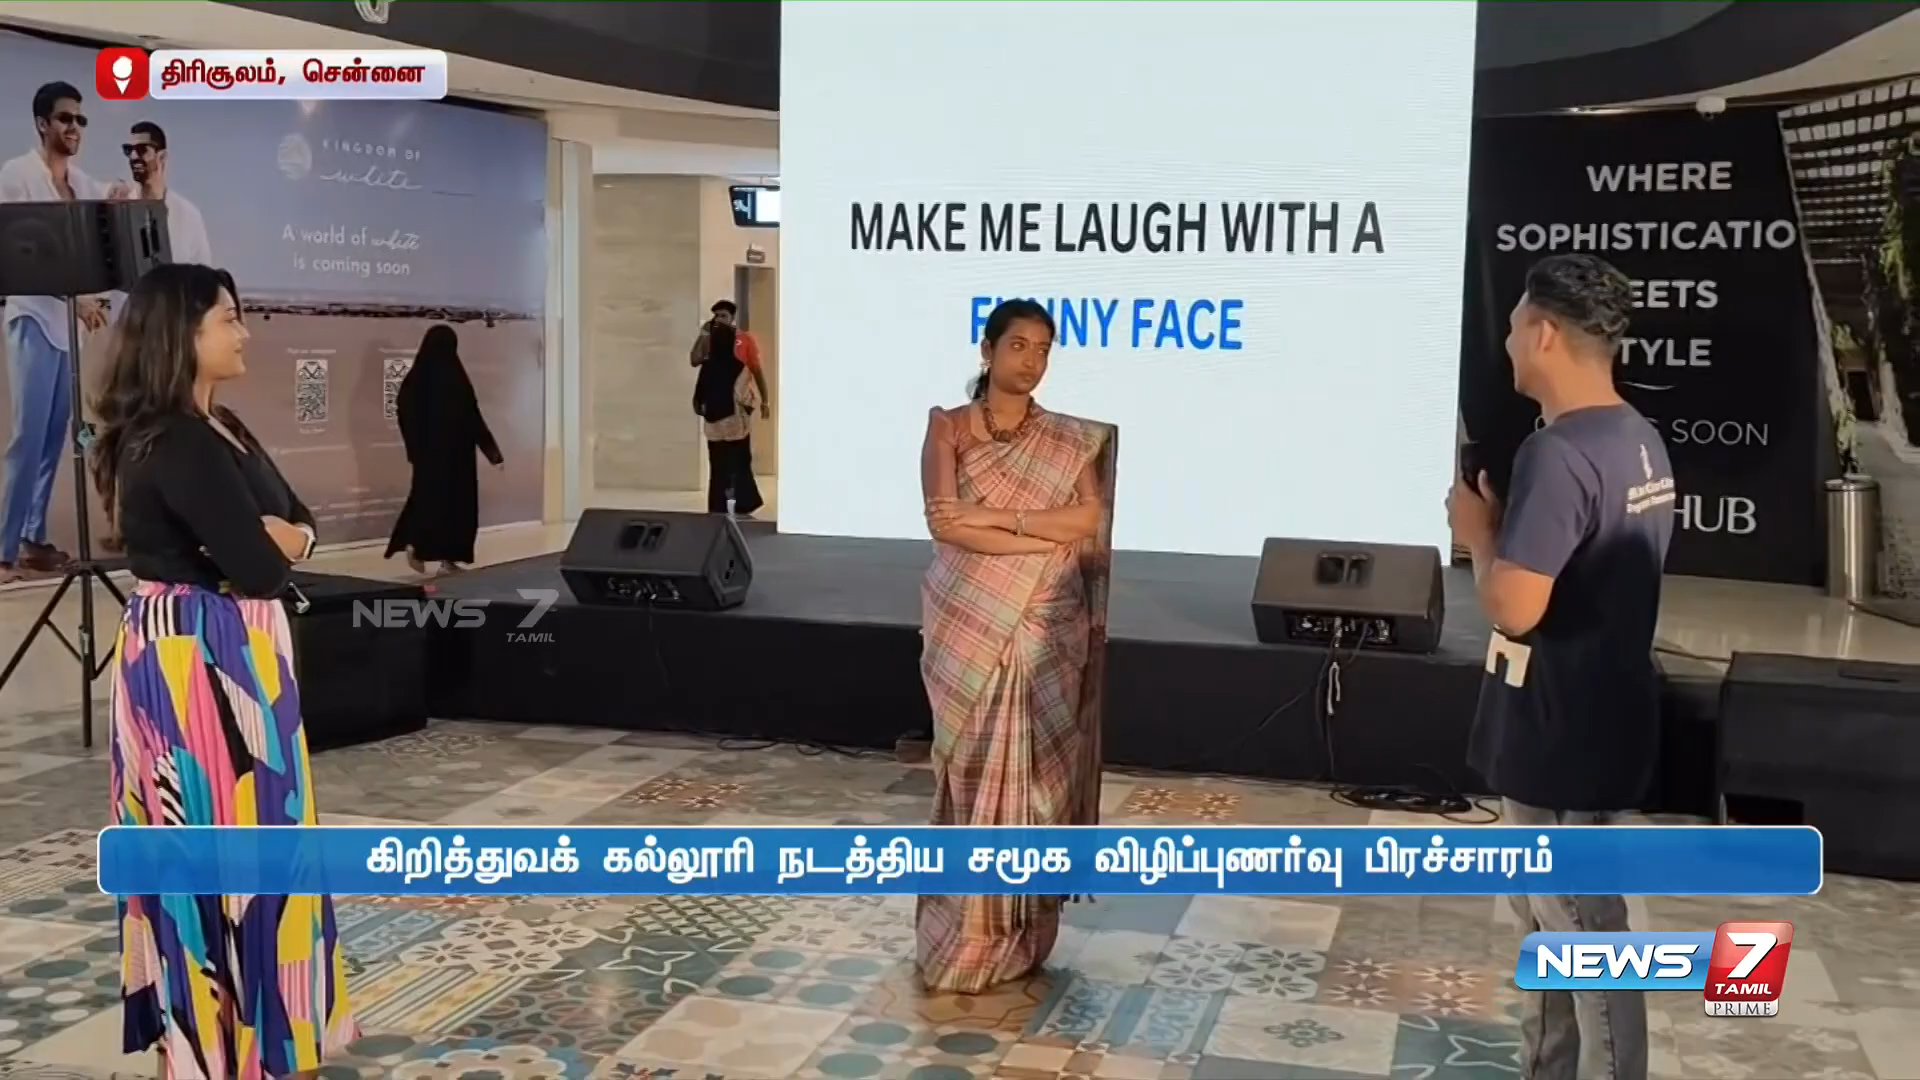 திரிசூலம், சென்னை
KINGDOM OF
white
A world of white
is coming soon
MAKE ME LAUGH WITH A
FUNNY FACE
WHERE
SOPHISTICATIO
EETS
TYLE
SOON
HUB
NEWS 7
TAMIL
கிறித்துவக் கல்லூரி நடத்திய சமூக விழிப்புணர்வு பிரச்சாரம்
NEWS 7
TAMIL
PRIME